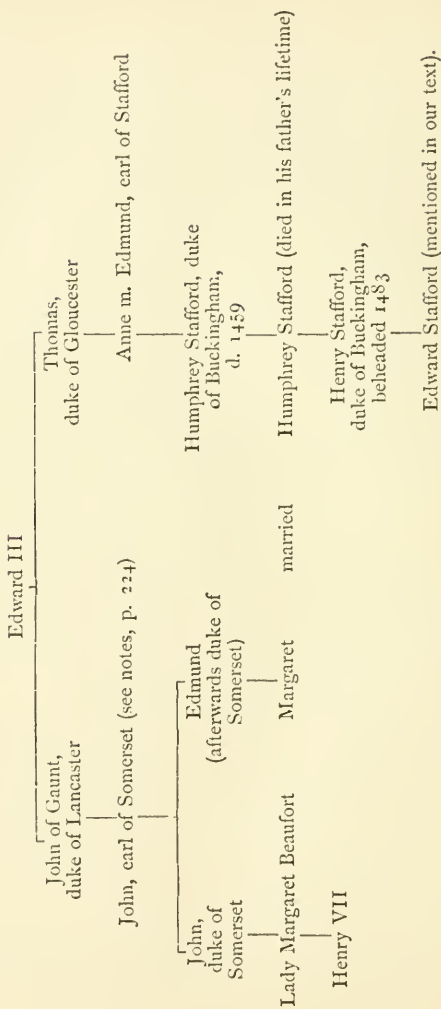 Edward III
John of Gaunt,
duke of Lancaster
Thomas,
duke of Gloucester
John, earl of Somerset (see notes, p. 224)
Anne m. Edmund, earl of Stafford
John,
duke of
Somerset
Edmund
(afterwards duke of
Somerset)
Humphrey Stafford, duke
of Buckingham,
d. 1459
Lady Margaret Beaufort
Margaret married Humphrey Stafford (died in his father's lifetime)
Henry VII
Henry Stafford,
duke of Buckingham,
beheaded 1483
Edward Stafford (mentioned in our text).